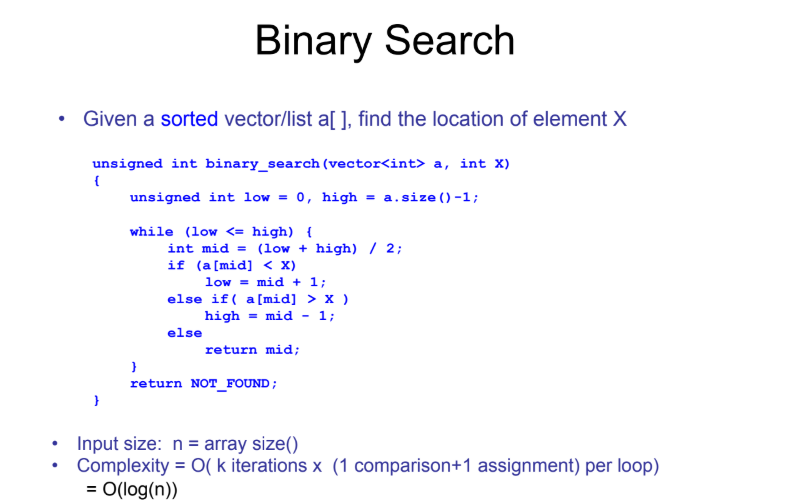 Binary Search
• Given a sorted vector/list a[ ], find the location of element X
unsigned int binary_search(vector<int> a, int X)
{
unsigned int low = 0, high = a.size()-1;
while (low <= high) {
int mid = (low + high) / 2;
if (a[mid] < X)
low = mid + 1;
else if( a[mid] > X )
high = mid - 1;
else
return mid;
}
return NOT_FOUND;
}
• Input size: n = array size()
• Complexity = O( k iterations x (1 comparison+1 assignment) per loop)
= O(log(n))